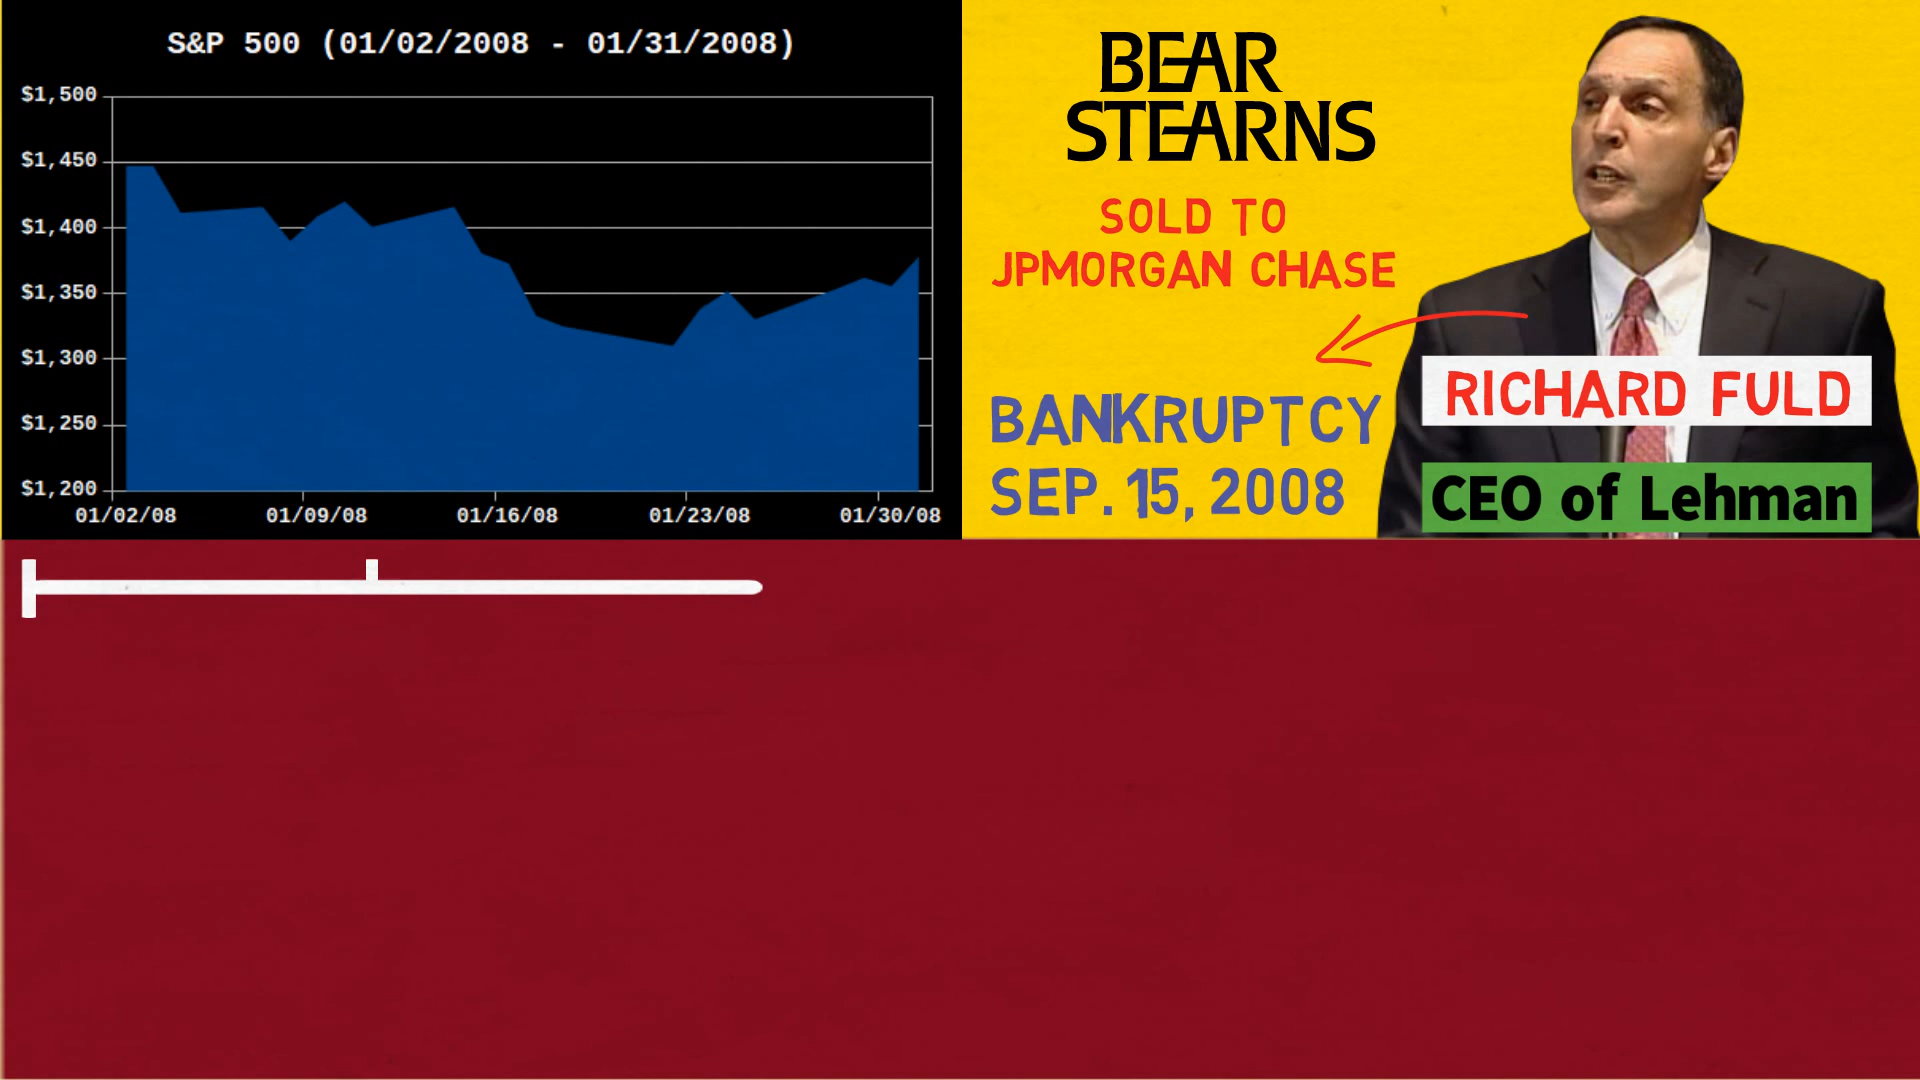 S&P 500 (01/02/2008 - 01/31/2008)
$1,500
$1,450
$1,400
$1,350
$1,300
$1,250
$1,200
01/02/08 01/09/08 01/16/08 01/23/08 01/30/08
BEAR
STEARNS
SOLD TO
JPMORGAN CHASE
BANKRUPTCY
SEP. 15, 2008
RICHARD FULD
CEO of Lehman